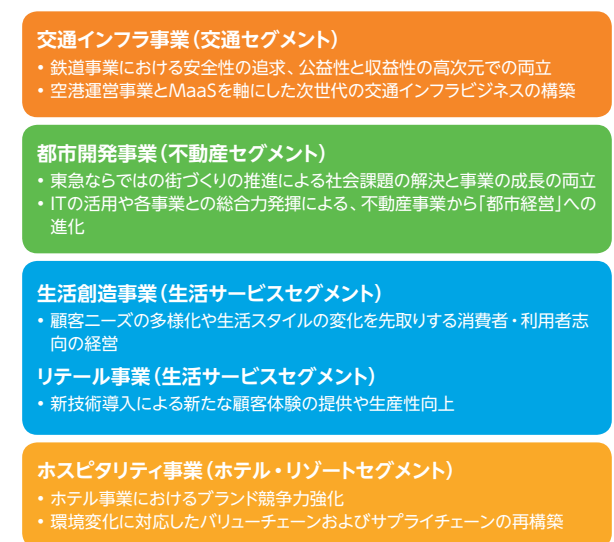 交通インフラ事業（交通セグメント）
• 鉄道事業における安全性の追求、公益性と収益性の高次元での両立
• 空港運営事業とMaaSを軸にした次世代の交通インフラビジネスの構築
都市開発事業（不動産セグメント）
• 東急ならではの街づくりの推進による社会課題の解決と事業の成長の両立
• ITの活用や各事業との総合力発揮による、不動産事業から「都市経営」への
進化
生活創造事業（生活サービスセグメント）
• 顧客ニーズの多様化や生活スタイルの変化を先取りする消費者・利用者志
向の経営
リテール事業（生活サービスセグメント）
• 新技術導入による新たな顧客体験の提供や生産性向上
ホスピタリティ事業（ホテル・リゾートセグメント）
• ホテル事業におけるブランド競争力強化
• 環境変化に対応したバリューチェーンおよびサプライチェーンの再構築